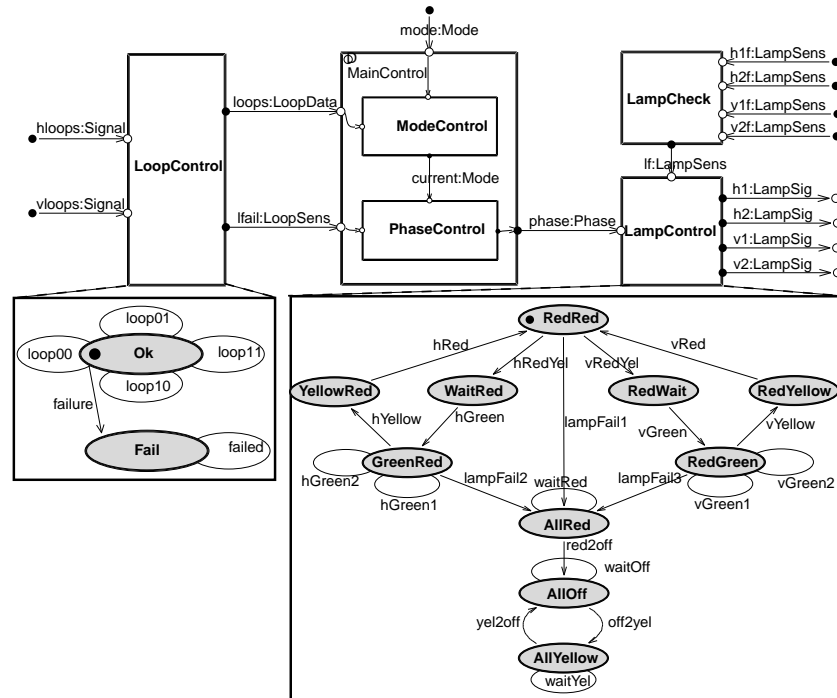 mode:Mode
MainControl
hloops:Signal
vloops:Signal
LoopControl
loops:LoopData
lfail:LoopSens
ModeControl
current:Mode
PhaseControl
phase:Phase
LampCheck
h1f:LampSens
h2f:LampSens
v1f:LampSens
v2f:LampSens
lf:LampSens
LampControl
h1:LampSig
h2:LampSig
v1:LampSig
v2:LampSig
loop01
loop00
Ok
loop11
loop10
failure
Fail
failed
RedRed
hRed
hRedYel
vRedYel
vRed
YellowRed
WaitRed
RedWait
RedYellow
hYellow
hGreen
lampFail1
vGreen
vYellow
GreenRed
RedGreen
hGreen2
hGreen1
lampFail2
waitRed
lampFail3
vGreen1
vGreen2
AllRed
red2off
waitOff
AllOff
yel2off
off2yel
AllYellow
waitYel